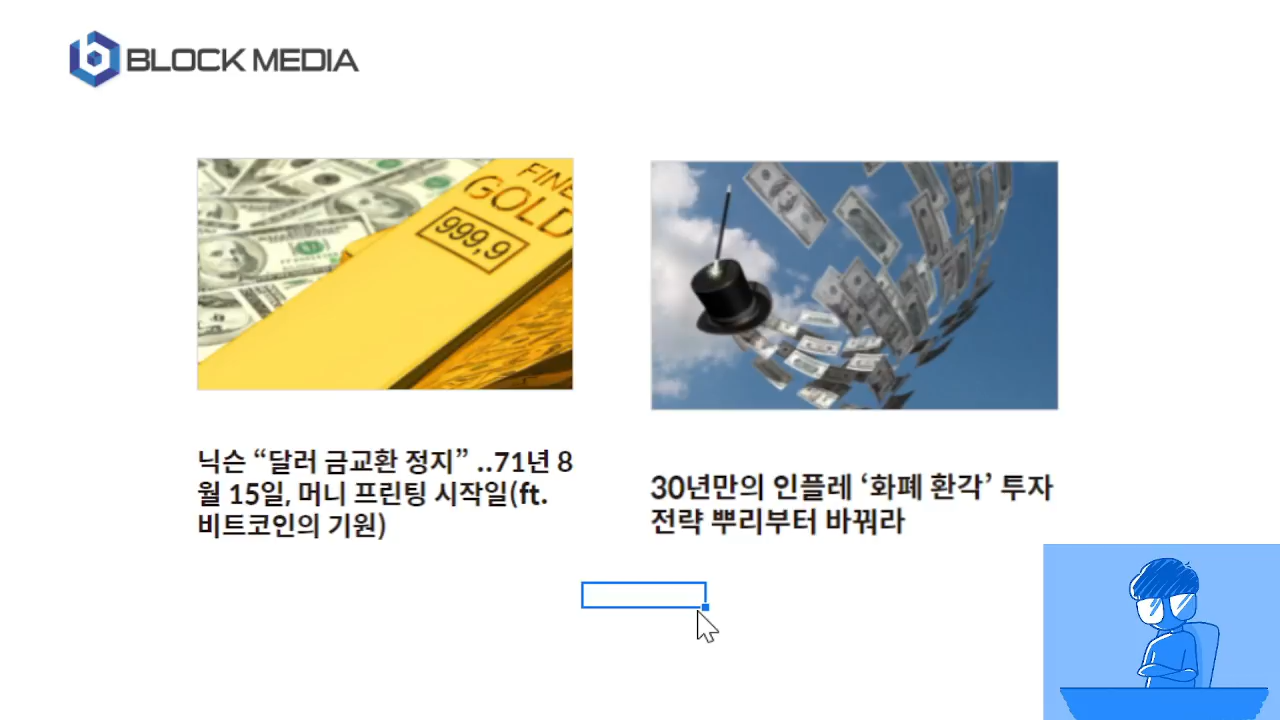 BLOCK MEDIA
FINE
GOLD
999,9
닉슨 “달러 금교환 정지” ..71년 8
월 15일, 머니 프린팅 시작일(ft.
비트코인의 기원)
30년만의 인플레 ‘화폐 환각’ 투자
전략 뿌리부터 바꿔라